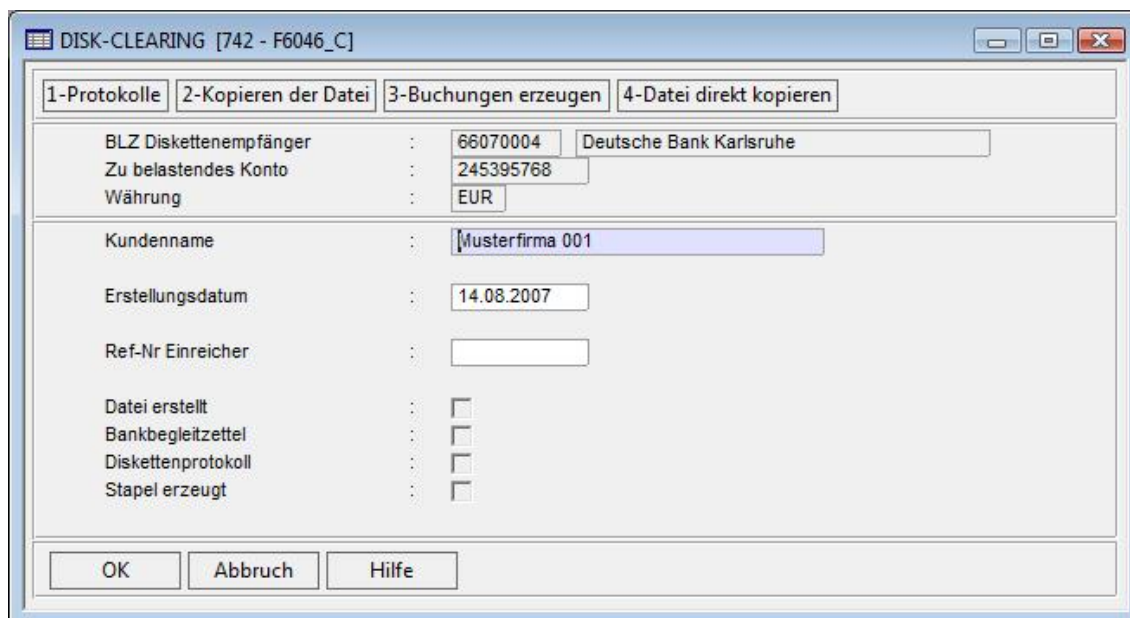 DISK-CLEARING [742 - F6046_C]
1-Protokolle 2-Kopieren der Datei 3-Buchungen erzeugen 4-Datei direkt kopieren
BLZ Diskettenempfänger : 66070004 Deutsche Bank Karlsruhe
Zu belastendes Konto : 245395768
Währung : EUR
Kundenname : Musterfirma 001
Erstellungsdatum : 14.08.2007
Ref-Nr Einreicher :
Datei erstellt :
Bankbegleitzettel :
Diskettenprotokoll :
Stapel erzeugt :
OK Abbruch Hilfe